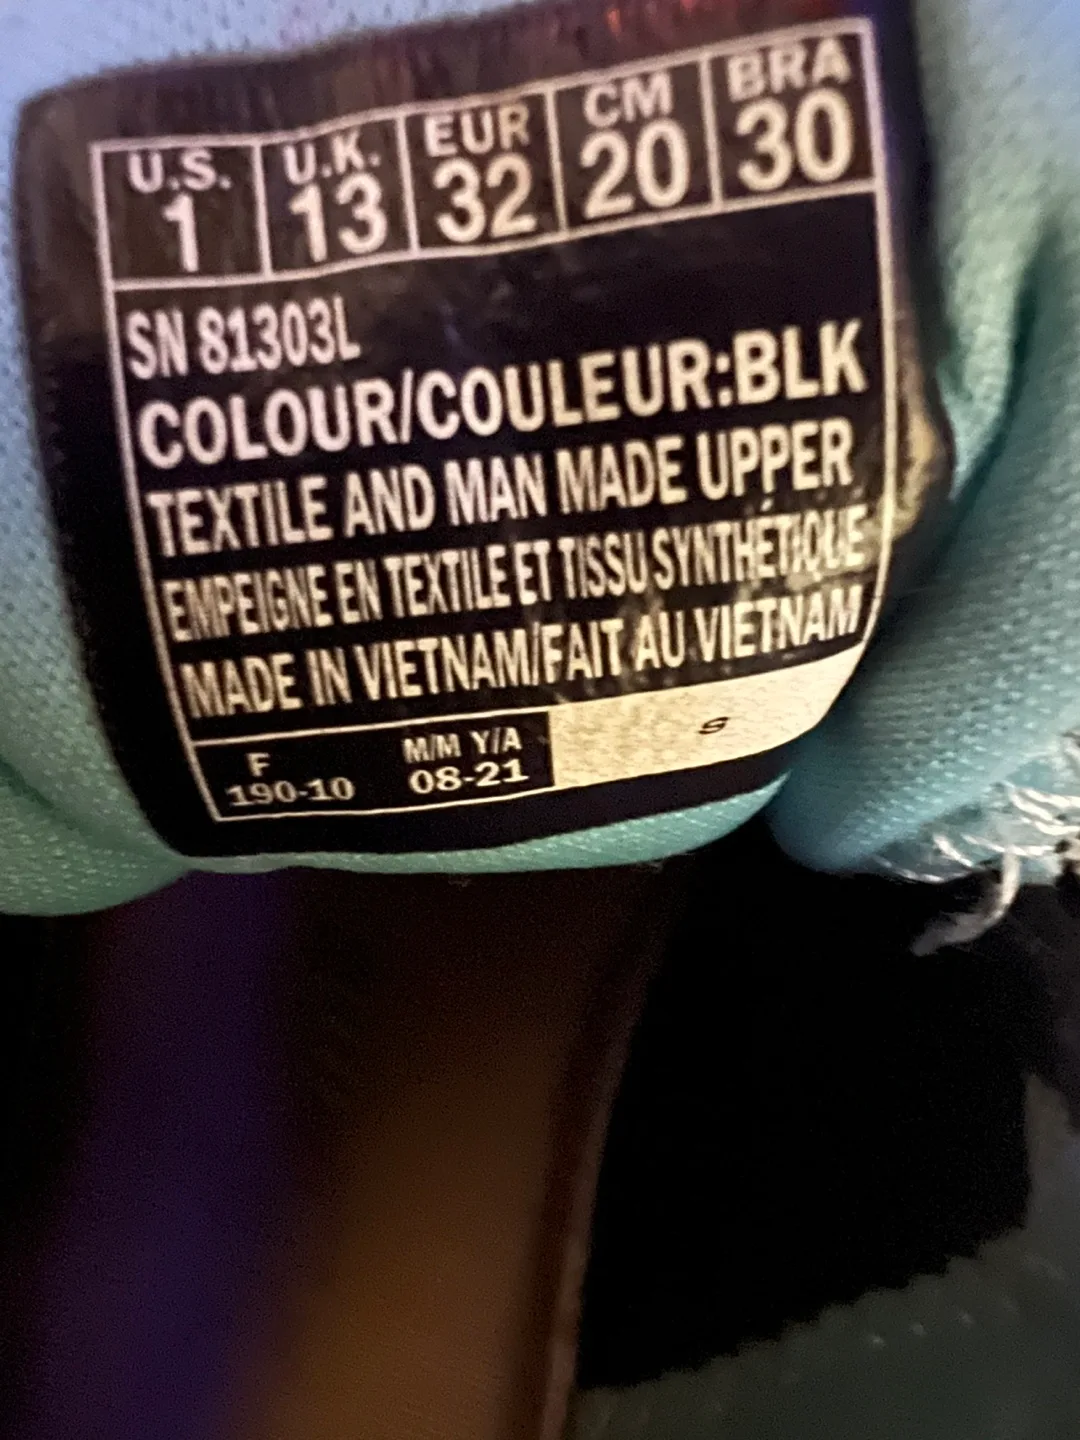 U.S. U.K. EUR CM BRA
1 13 32 20 30
SN 81303L
COLOUR/COULEUR:BLK
TEXTILE AND MAN MADE UPPER
EMPEIGNE EN TEXTILE ET TISSU SYNTHÉTIQUE
MADE IN VIETNAM/FAIT AU VIETNAM
F M/M Y/A S
190-10 08-21